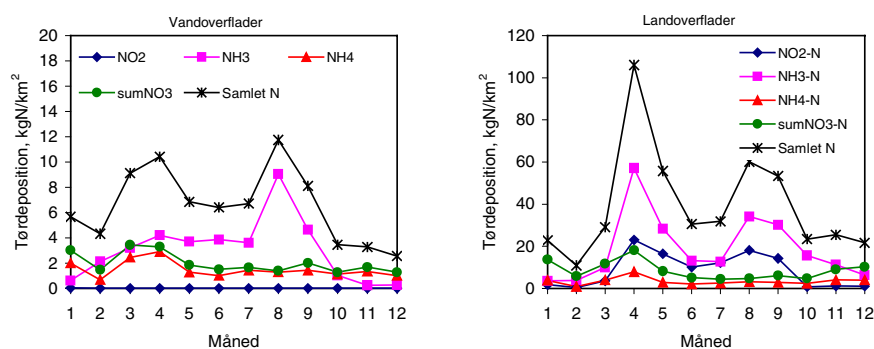 Vandoverflader
Tørdeposition, kgN/km²
20
18
16
14
12
10
8
6
4
2
0
NO2
NH3
NH4
sumNO3
Samlet N
1 2 3 4 5 6 7 8 9 10 11 12
Måned
Landoverflader
Tørdeposition, kgN/km²
120
100
80
60
40
20
0
NO2-N
NH3-N
NH4-N
sumNO3-N
Samlet N
1 2 3 4 5 6 7 8 9 10 11 12
Måned